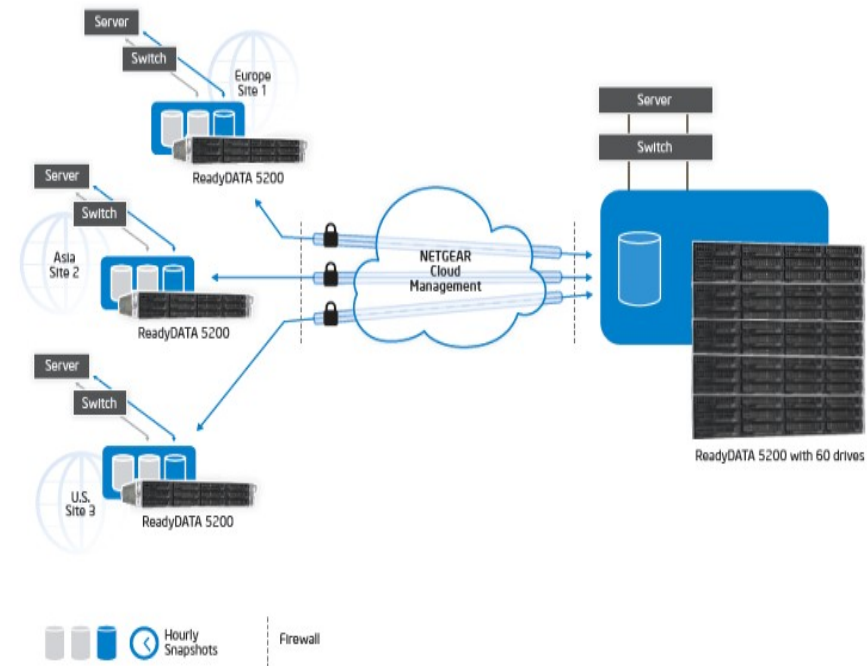 Server
Switch
Europe
Site 1
ReadyDATA 5200
Server
Switch
Asia
Site 2
ReadyDATA 5200
Server
Switch
U.S.
Site 3
ReadyDATA 5200
NETGEAR
Cloud
Management
Server
Switch
ReadyDATA 5200 with 60 drives
Hourly
Snapshots
Firewall